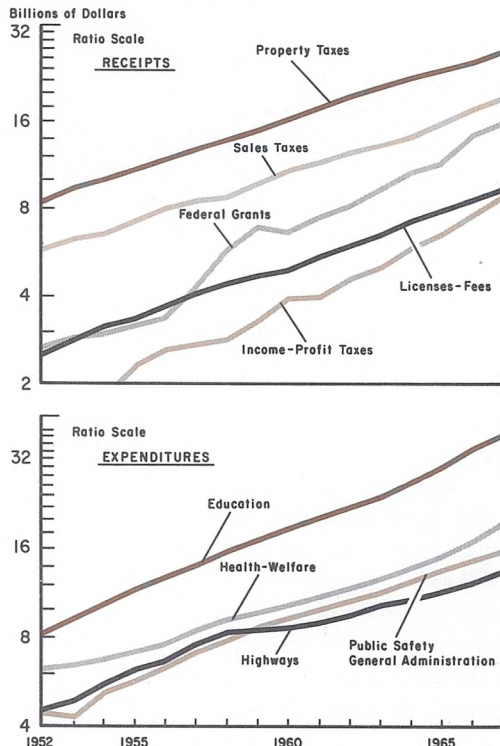 Billions of Dollars
32
Ratio Scale
RECEIPTS
Property Taxes
16
Sales Taxes
8
Federal Grants
4
Licenses-Fees
Income-Profit Taxes
2
Ratio Scale
32
EXPENDITURES
Education
16
Health-Welfare
8
Highways
Public Safety
General Administration
4
1952 1955 1960 1965